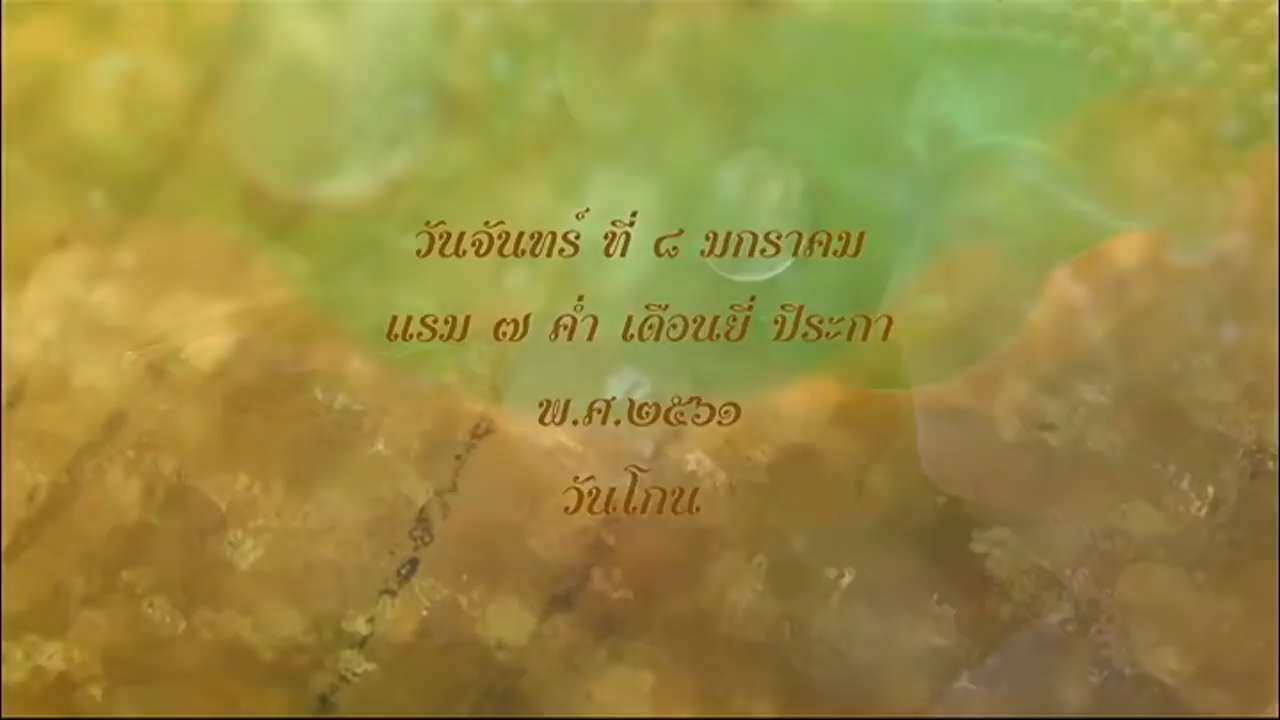 วันจันทร์ ที่ ๘ มกราคม
แรม ๗ ค่ำ เดือนยี่ ปีระกา
พ.ศ.๒๕๖๑
วันโกน